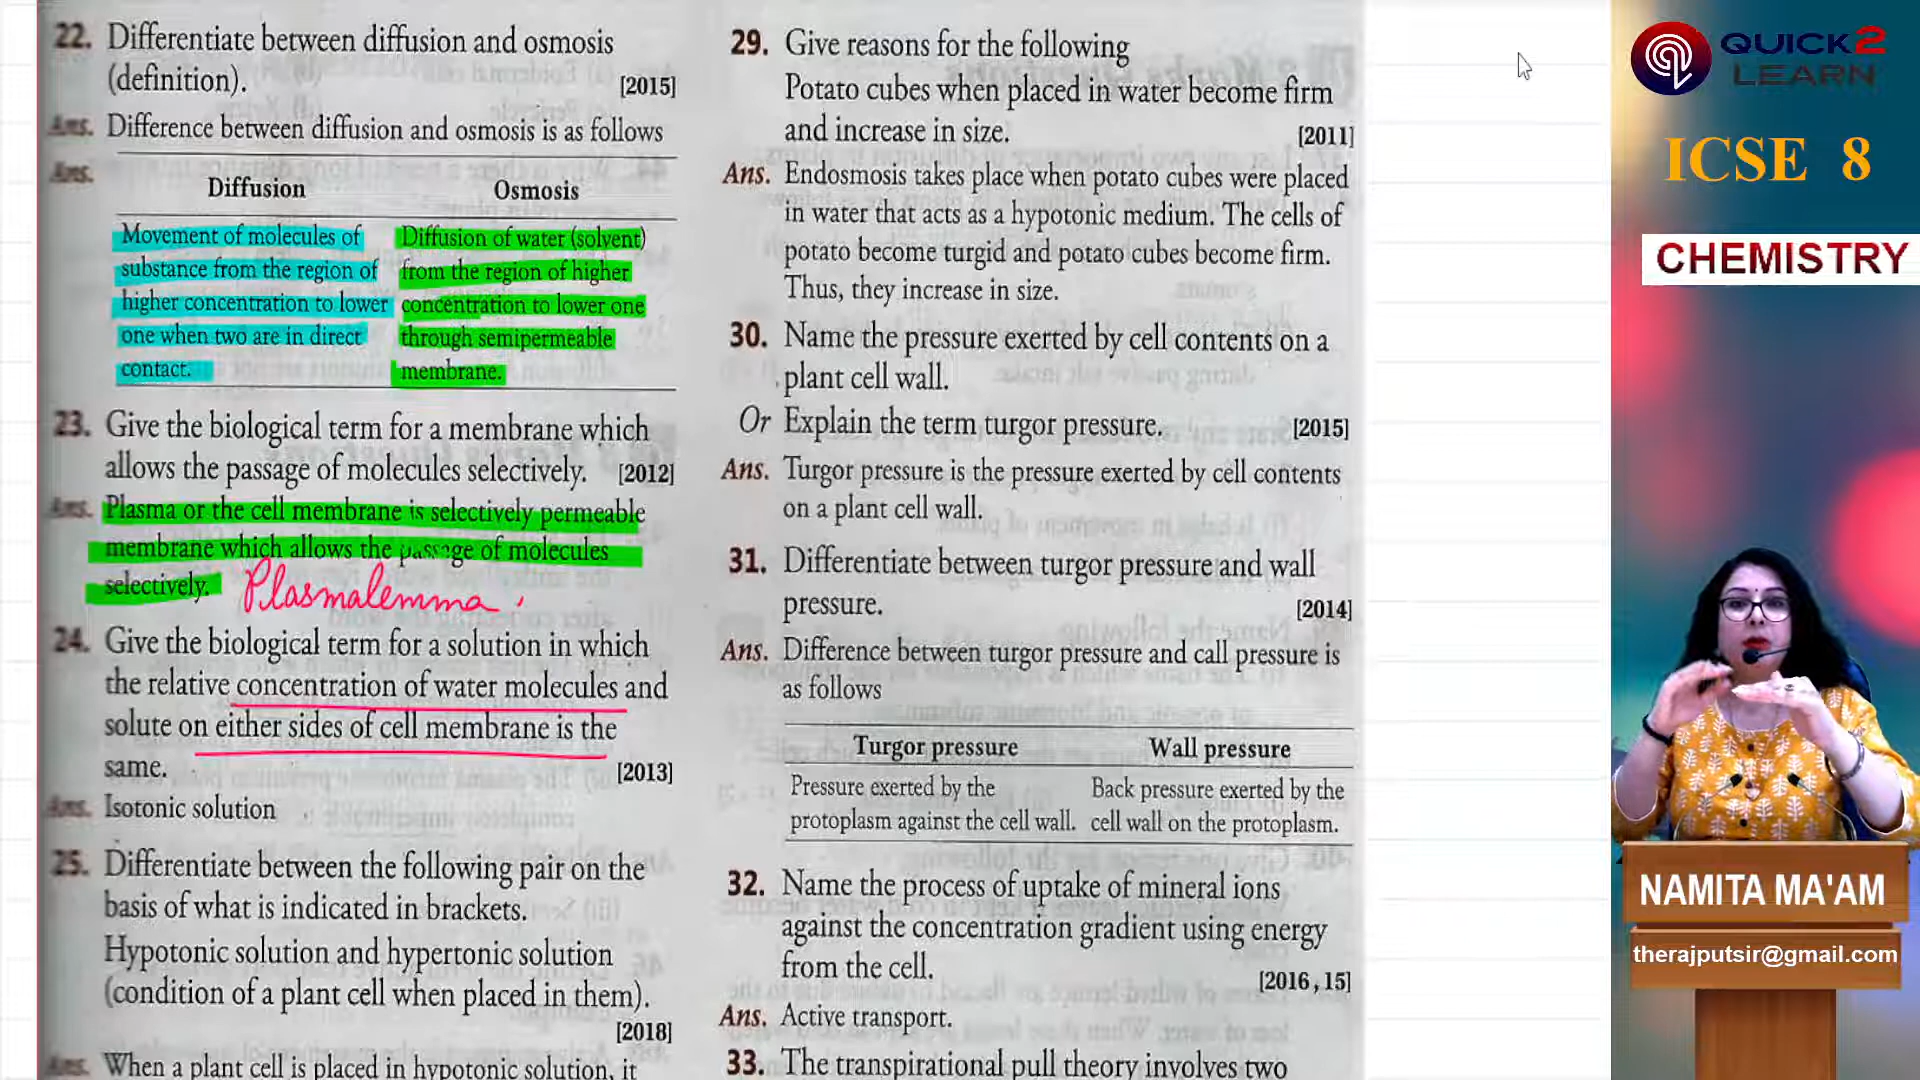 22. Differentiate between diffusion and osmosis
(definition). [2015]
Ans. Difference between diffusion and osmosis is as follows
Ans.
Diffusion Osmosis
Movement of molecules of
substance from the region of
higher concentration to lower
one when two are in direct
contact.
Diffusion of water (solvent)
from the region of higher
concentration to lower one
through semipermeable
membrane.
23. Give the biological term for a membrane which
allows the passage of molecules selectively. [2012]
Ans. Plasma or the cell membrane is selectively permeable
membrane which allows the passage of molecules
selectively. Plasmalemma
24. Give the biological term for a solution in which
the relative concentration of water molecules and
solute on either sides of cell membrane is the
same. [2013]
Ans. Isotonic solution
25. Differentiate between the following pair on the
basis of what is indicated in brackets.
Hypotonic solution and hypertonic solution
(condition of a plant cell when placed in them).
[2018]
Ans. When a plant cell is placed in hypotonic solution, it
29. Give reasons for the following
Potato cubes when placed in water become firm
and increase in size. [2011]
Ans. Endosmosis takes place when potato cubes were placed
in water that acts as a hypotonic medium. The cells of
potato become turgid and potato cubes become firm.
Thus, they increase in size.
30. Name the pressure exerted by cell contents on a
plant cell wall.
Or Explain the term turgor pressure. [2015]
Ans. Turgor pressure is the pressure exerted by cell contents
on a plant cell wall.
31. Differentiate between turgor pressure and wall
pressure. [2014]
Ans. Difference between turgor pressure and call pressure is
as follows
Turgor pressure Wall pressure
Pressure exerted by the
protoplasm against the cell wall.
Back pressure exerted by the
cell wall on the protoplasm.
32. Name the process of uptake of mineral ions
against the concentration gradient using energy
from the cell. [2016, 15]
Ans. Active transport.
33. The transpirational pull theory involves two
QUICK2
LEARN
ICSE 8
CHEMISTRY
NAMITA MA'AM
therajputsir@gmail.com